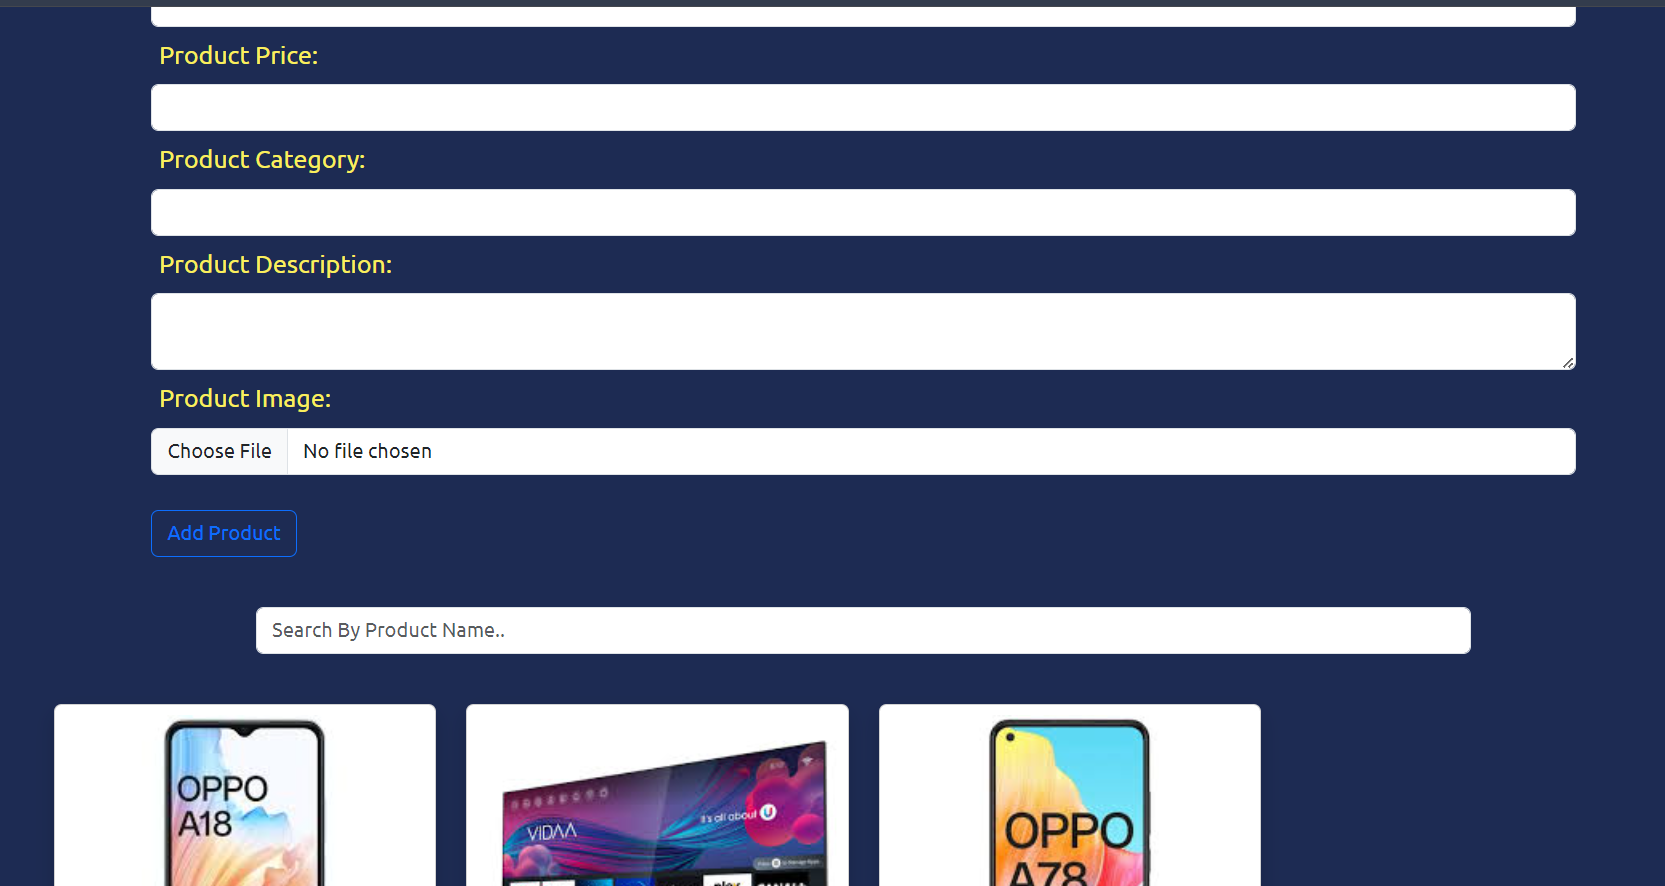 Product Price:
Product Category:
Product Description:
Product Image:
Choose File No file chosen
Add Product
Search By Product Name..
OPPO
A18
VIDAA
it's all about U
OPPO
A78